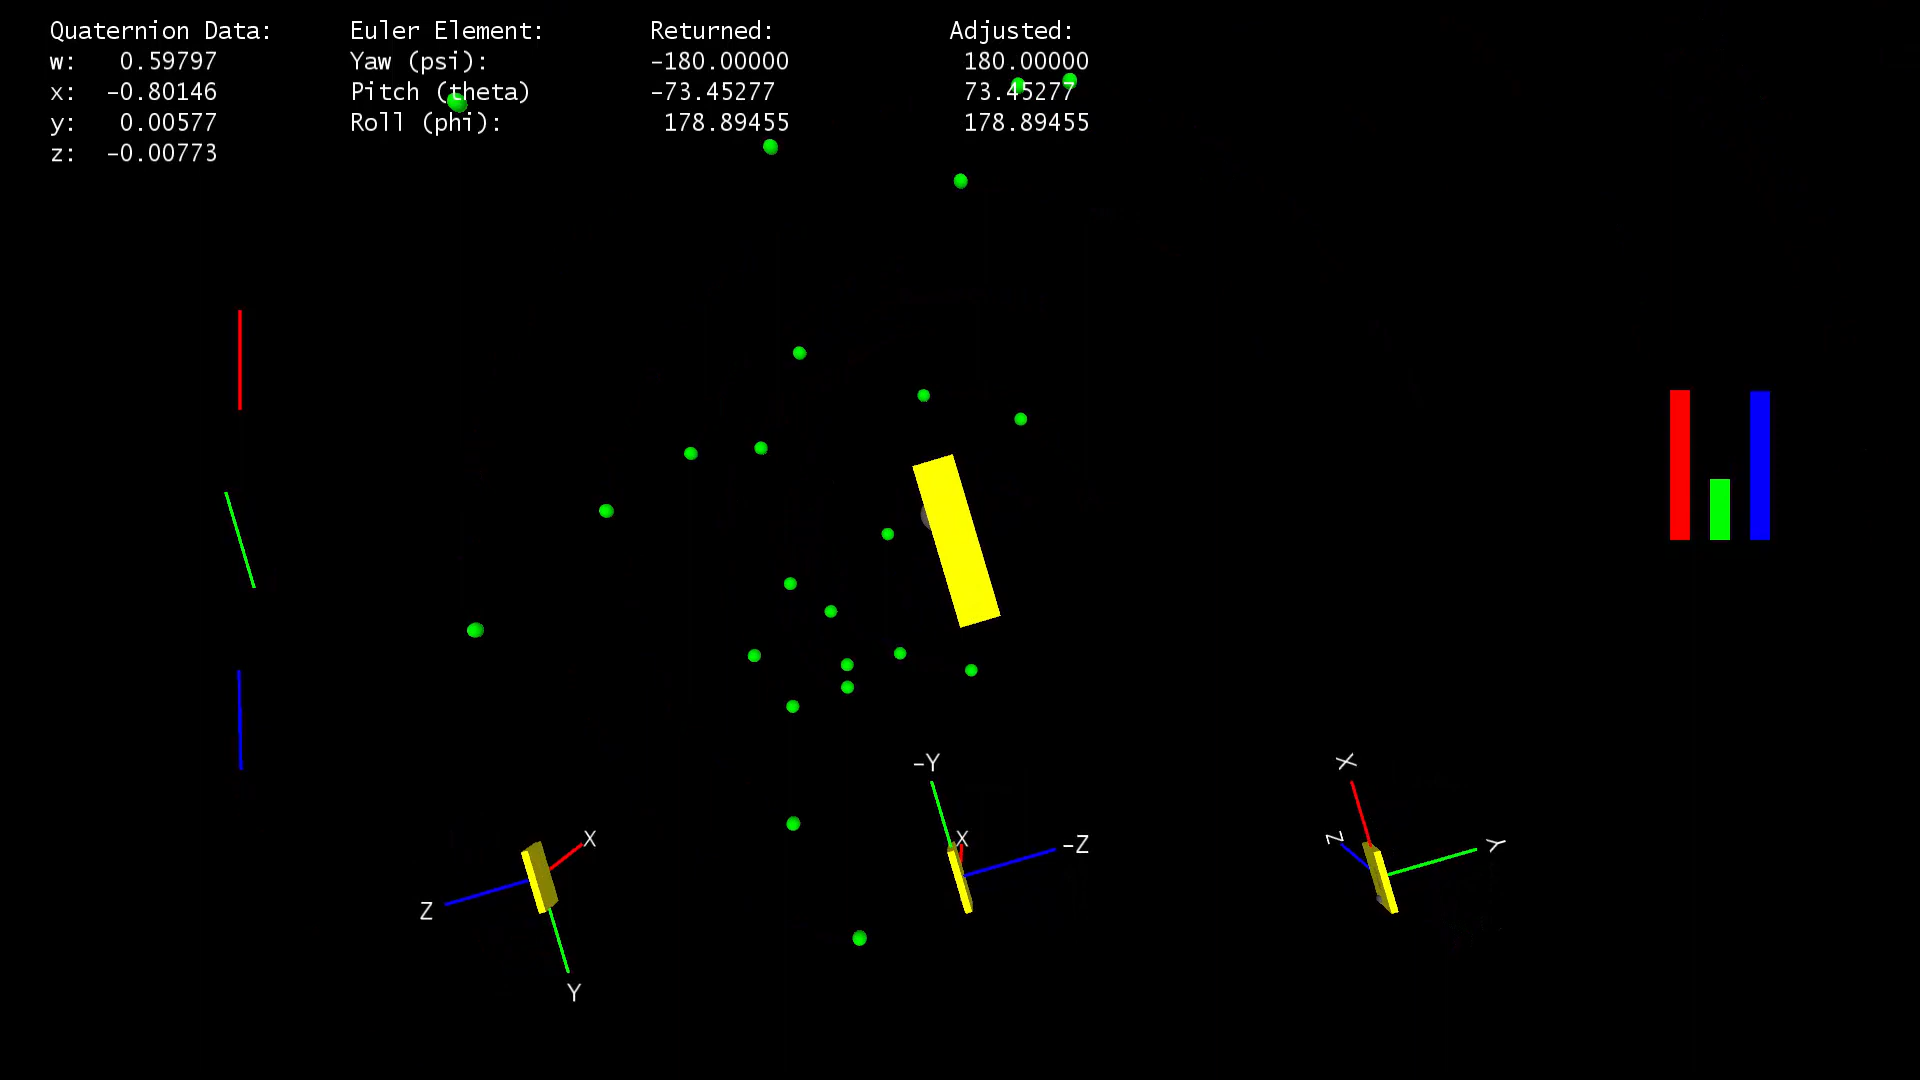 Quaternion Data: Euler Element: Returned: Adjusted:
w: 0.59797 Yaw (psi): -180.00000 180.00000
x: -0.80146 Pitch (theta) -73.45277 73.45277
y: 0.00577 Roll (phi): 178.89455 178.89455
z: -0.00773
-Y
X
X
X
Z
-Z
Y
Z
Y